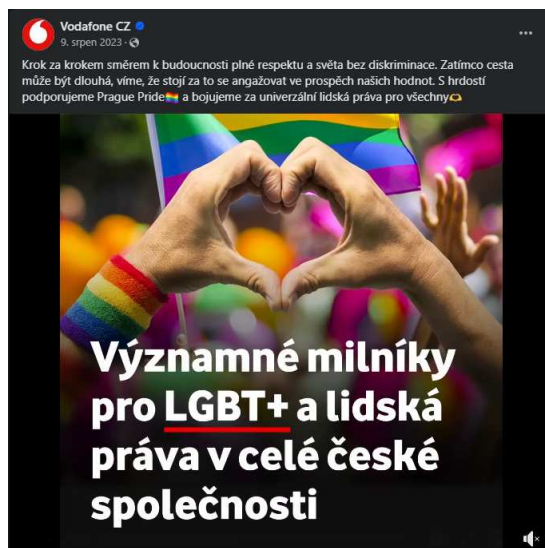 Vodafone CZ
9. srpen 2023 ·
Krok za krokem směrem k budoucnosti plné respektu a světa bez diskriminace. Zatímco cesta
může být dlouhá, víme, že stojí za to se angažovat ve prospěch našich hodnot. S hrdostí
podporujeme Prague Pride🏳️‍🌈 a bojujeme za univerzální lidská práva pro všechny🫶
Významné milníky
pro LGBT+ a lidská
práva v celé české
společnosti